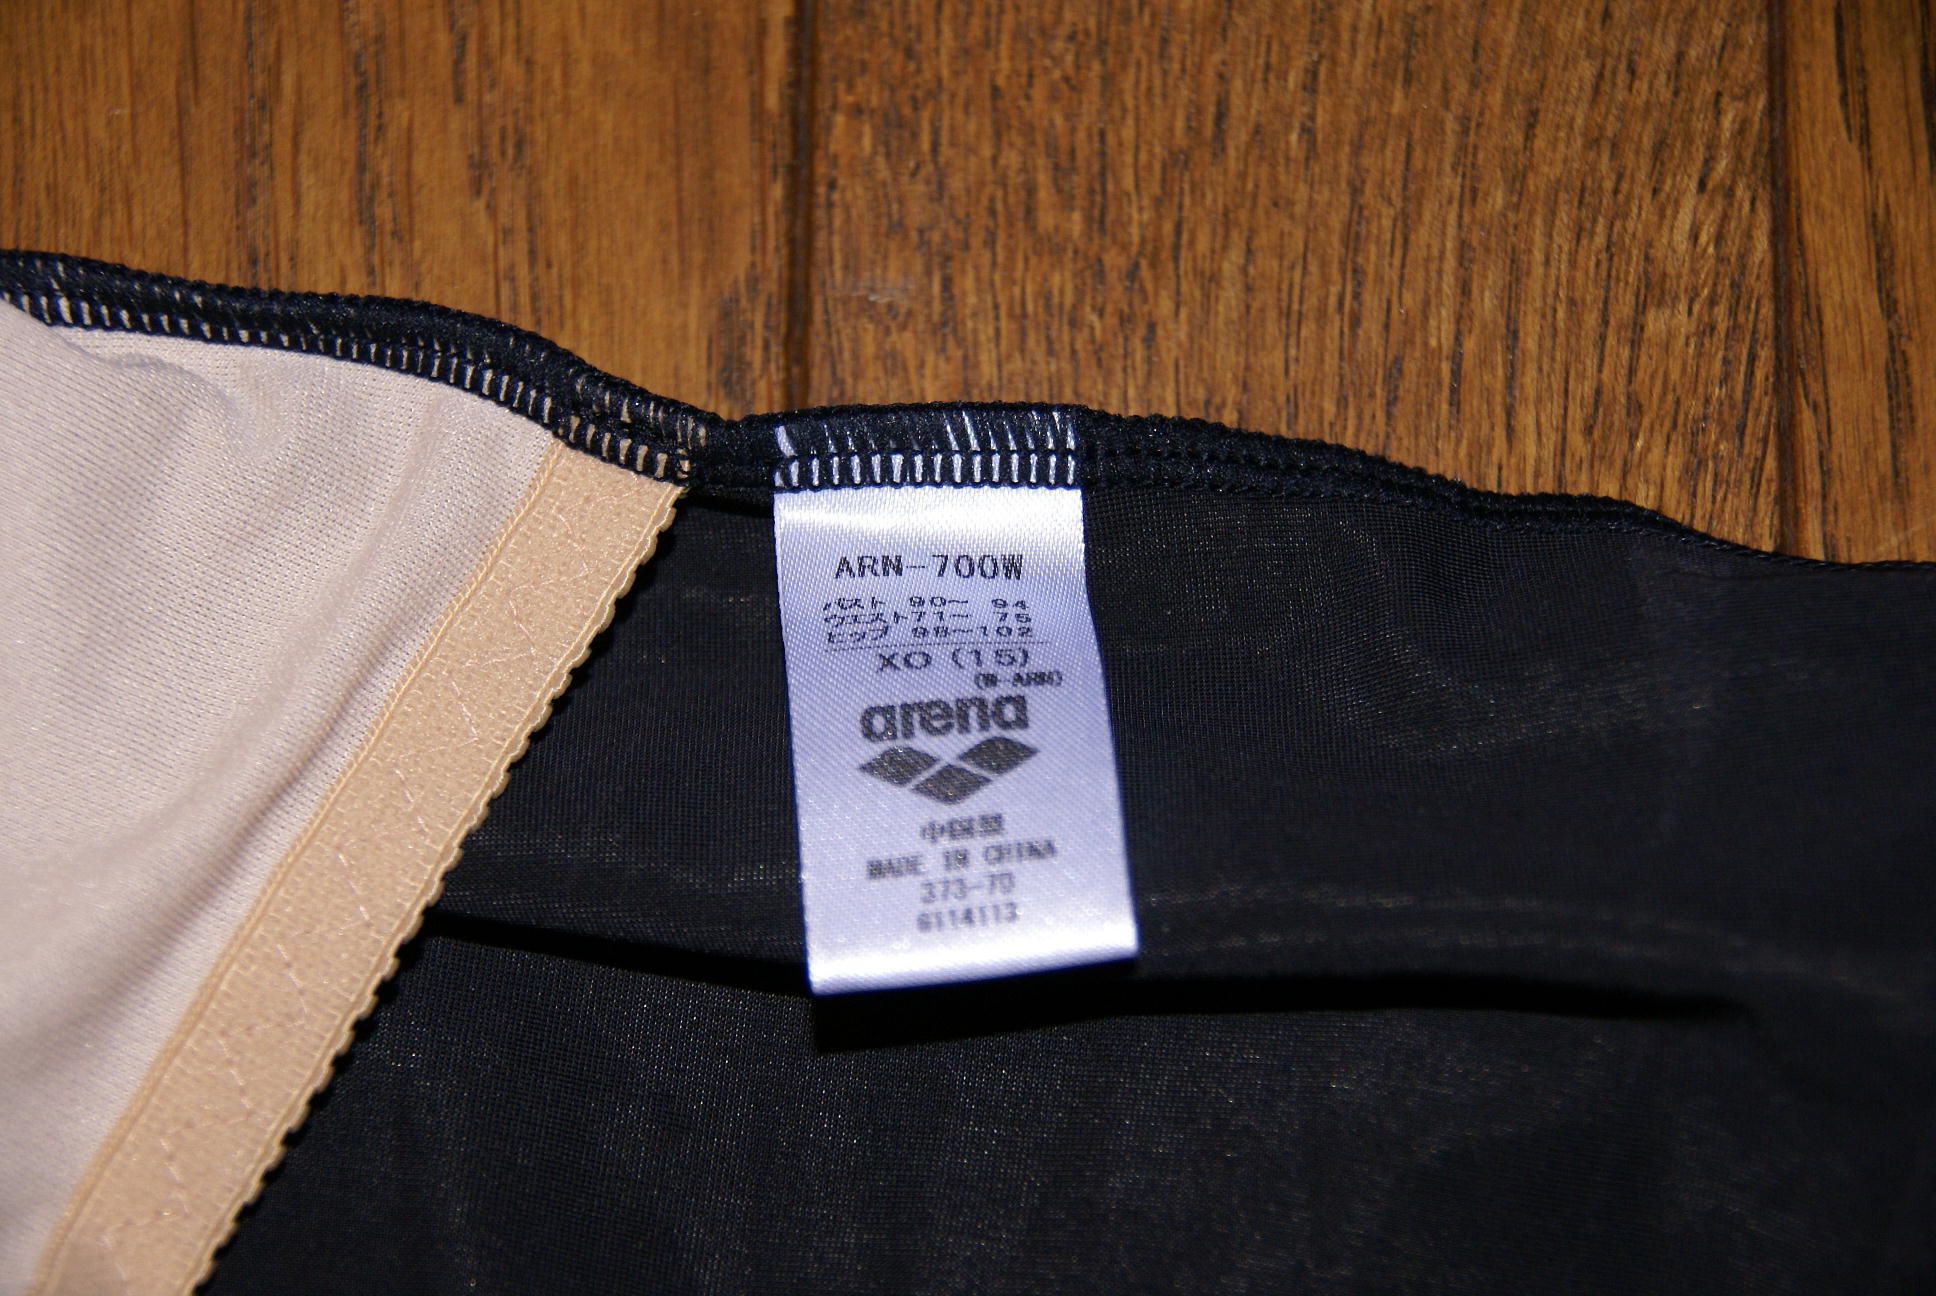 ARN-700W
バスト 90〜 94
ウエスト71〜 75
ヒップ 98〜102
XO (15)
(W-ARN)
arena
中国製
MADE IN CHINA
373-70
6114113